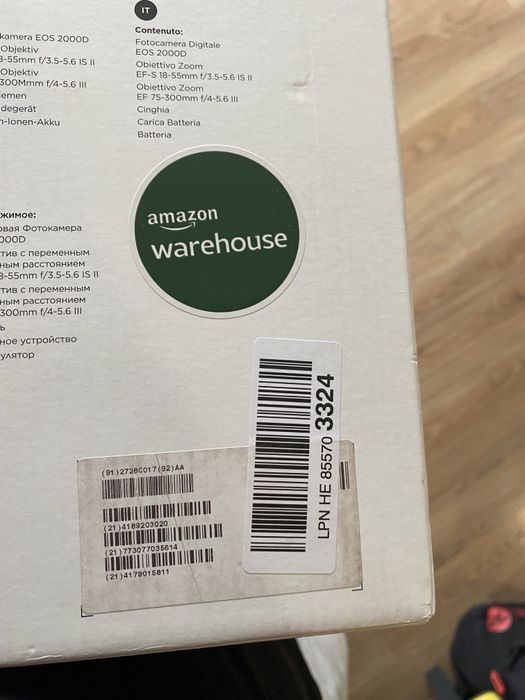 kamera EOS 2000D
Objektiv
8-55mm f/3.5-5.6 IS II
Objektiv
300Mmm f/4-5.6 III
iemen
degerät
n-Ionen-Akku
IT
Contenuto:
Fotocamera Digitale
EOS 2000D
Obiettivo Zoom
EF-S 18-55mm f/3.5-5.6 IS II
Obiettivo Zoom
EF 75-300mm f/4-5.6 III
Cinghia
Carica Batteria
Batteria
amazon
warehouse
жимое:
овая Фотокамера
000D
тив с переменным
ным расстоянием
8-55mm f/3.5-5.6 IS II
тив с переменным
ным расстоянием
300mm f/4-5.6 III
ь
ное устройство
улятор
LPN HE 85570 3324
(91)2728C017(92)AA
(21)4189203020
(21)773077035614
(21)4179015811